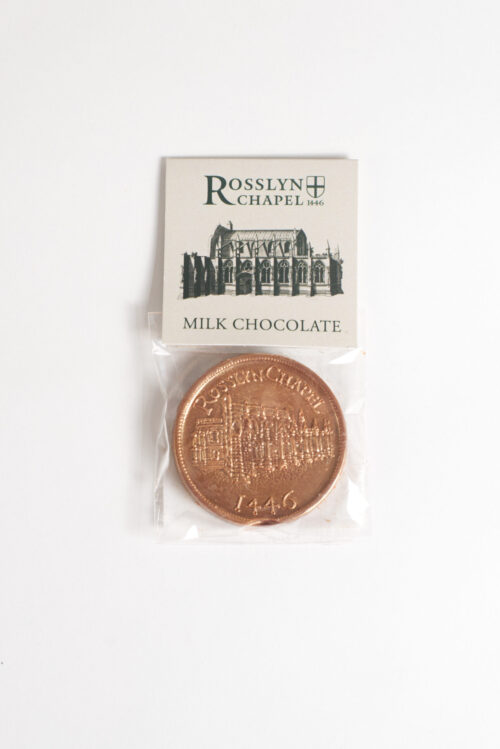 ROSSLYN
CHAPEL 1446
MILK CHOCOLATE
ROSSLYN CHAPEL
1446